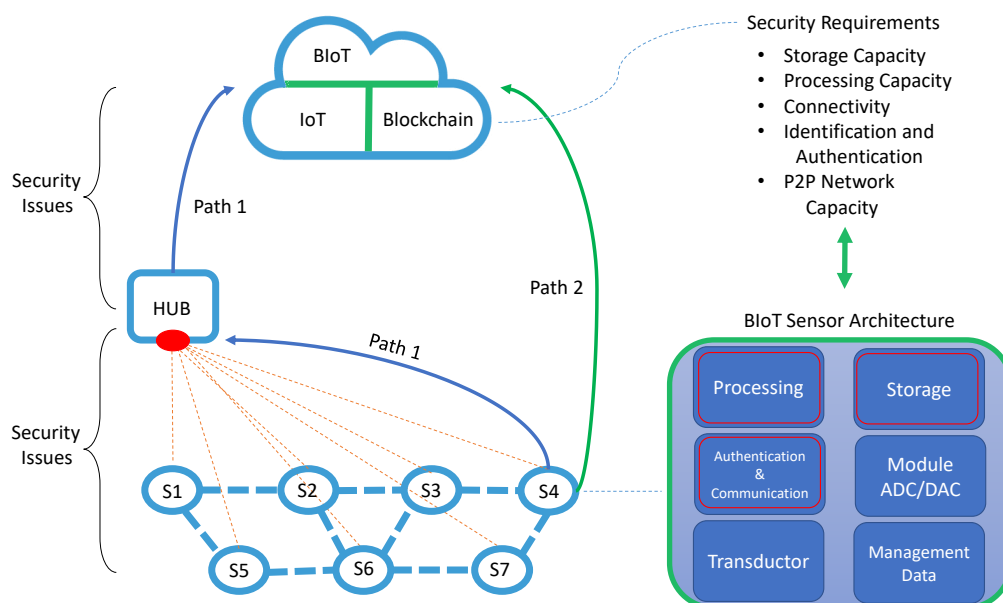 Security Requirements
• Storage Capacity
• Processing Capacity
• Connectivity
• Identification and
Authentication
• P2P Network
Capacity
BIoT
IoT
Blockchain
Security
Issues
Path 1
Path 2
HUB
Path 1
Security
Issues
S1
S2
S3
S4
S5
S6
S7
BIoT Sensor Architecture
Processing
Storage
Authentication
&
Communication
Module
ADC/DAC
Transductor
Management
Data